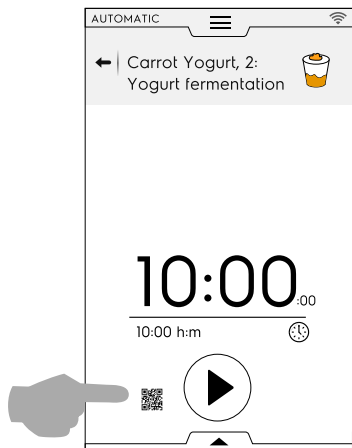 AUTOMATIC
Carrot Yogurt, 2:
Yogurt fermentation
10:00:00
10:00 h:m